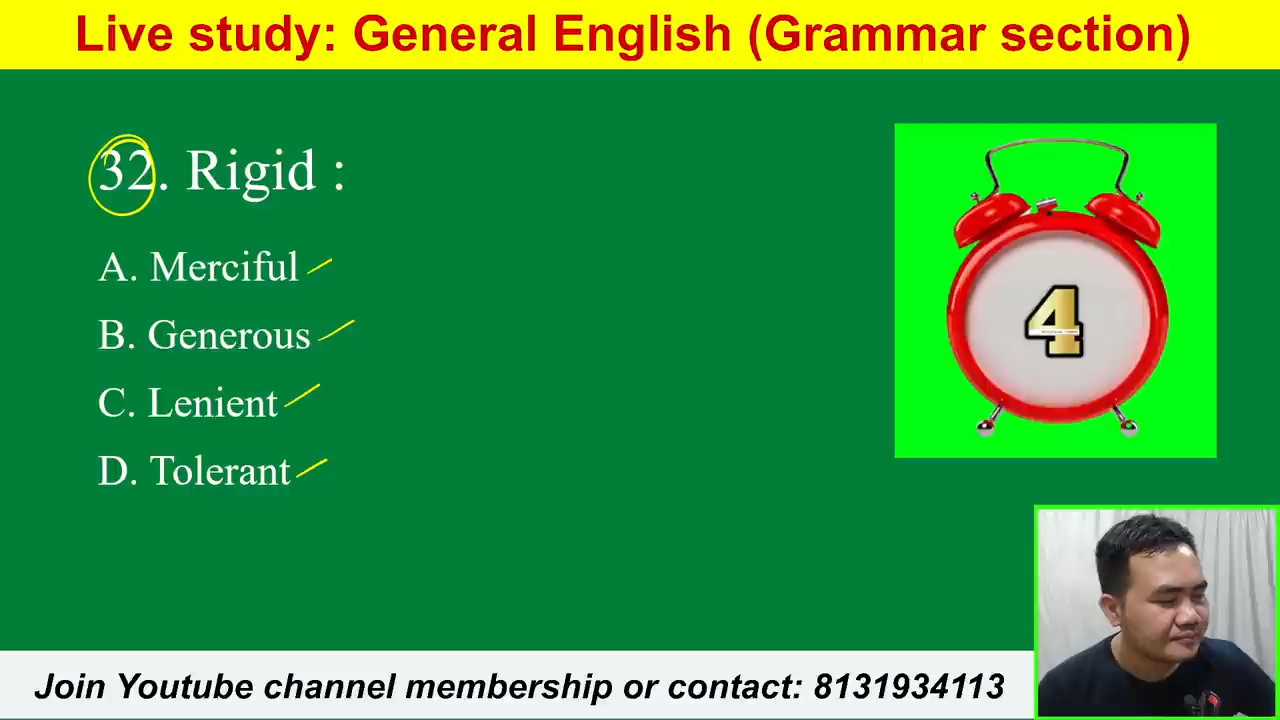 Live study: General English (Grammar section)
32. Rigid :
A. Merciful
B. Generous
C. Lenient
D. Tolerant
4
Join Youtube channel membership or contact: 8131934113